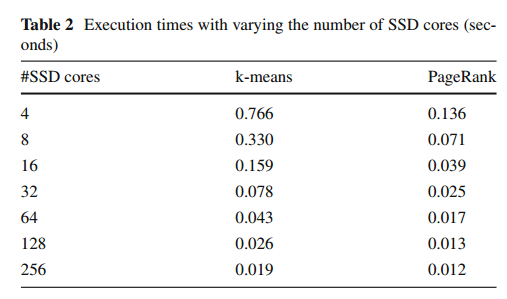 Table 2 Execution times with varying the number of SSD cores (sec-
onds)
#SSD cores k-means PageRank
4 0.766 0.136
8 0.330 0.071
16 0.159 0.039
32 0.078 0.025
64 0.043 0.017
128 0.026 0.013
256 0.019 0.012